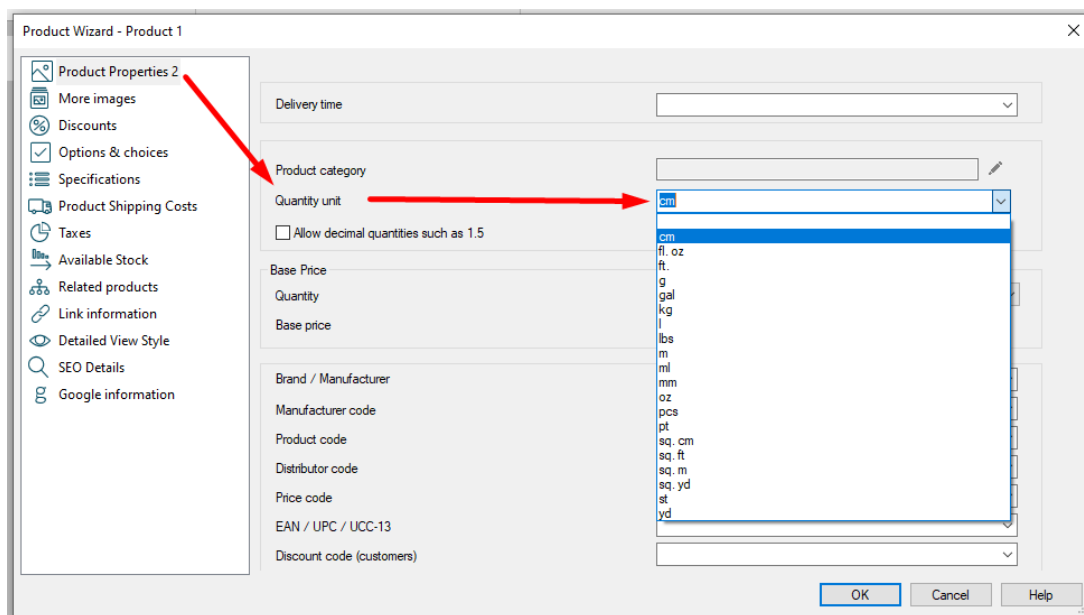 Product Wizard - Product 1
Product Properties 2
More images
Discounts
Options & choices
Specifications
Product Shipping Costs
Taxes
Available Stock
Related products
Link information
Detailed View Style
SEO Details
Google information
Delivery time
Product category
Quantity unit
cm
Allow decimal quantities such as 1.5
Base Price
Quantity
Base price
Brand / Manufacturer
Manufacturer code
Product code
Distributor code
Price code
EAN / UPC / UCC-13
Discount code (customers)
cm
fl. oz
ft.
g
gal
kg
l
lbs
m
ml
mm
oz
pcs
pt
sq. cm
sq. ft
sq. m
sq. yd
st
yd
OK
Cancel
Help